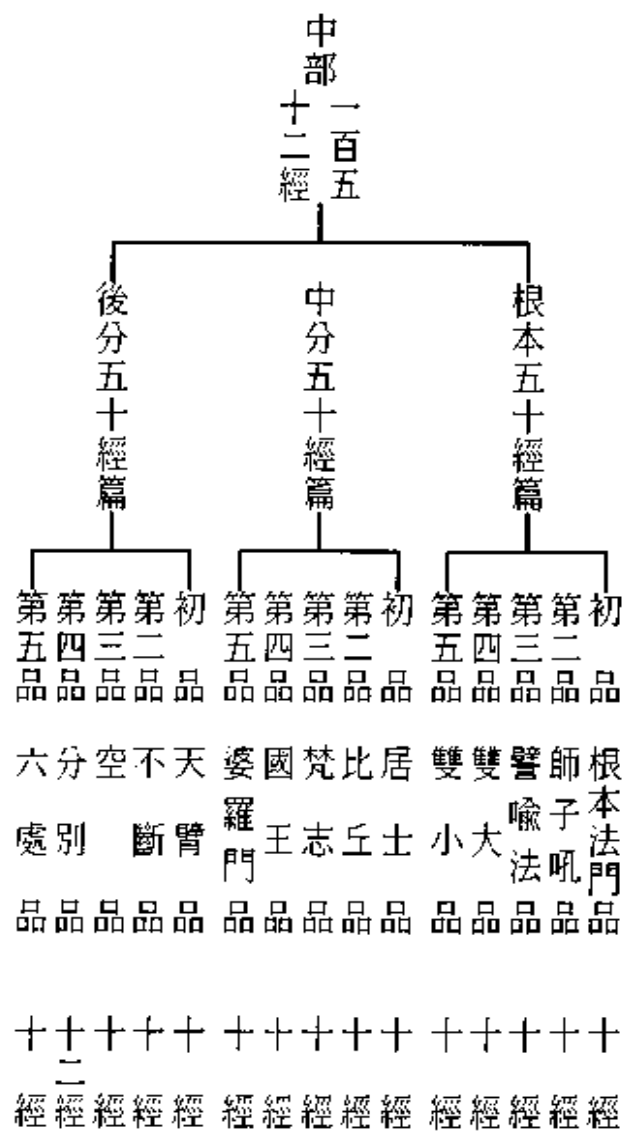 中部
一百五
十二經
根本五十經篇
初品 根本法門品 十經
第二品 師子吼品 十經
第三品 譬喻法品 十經
第四品 雙大品 十經
第五品 雙小品 十經
中分五十經篇
初品 居士品 十經
第二品 比丘品 十經
第三品 梵志品 十經
第四品 國王品 十經
第五品 婆羅門品 十經
後分五十經篇
初品 天臂品 十經
第二品 不斷品 十經
第三品 空品 十經
第四品 分別品 十二經
第五品 六處品 十經